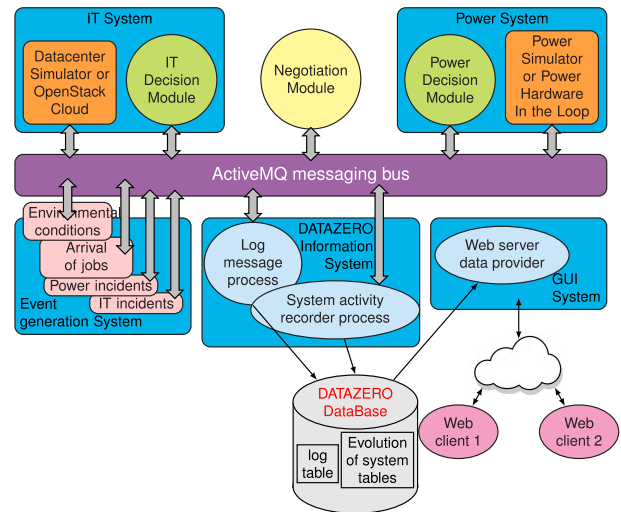 IT System
Datacenter
Simulator or
OpenStack
Cloud
IT
Decision
Module
Negotiation
Module
Power System
Power
Decision
Module
Power
Simulator
or Power
Hardware
In the Loop
ActiveMQ messaging bus
Environmental
conditions
Arrival
of jobs
Power incidents
IT incidents
Event
generation System
Log
message
process
DATAZERO
Information
System
System activity
recorder process
Web server
data provider
GUI
System
DATAZERO
DataBase
log
table
Evolution
of system
tables
Web
client 1
Web
client 2